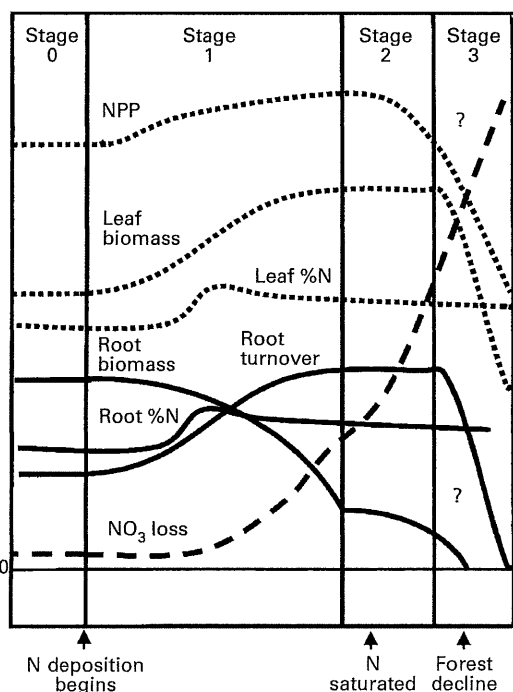 Stage
0
Stage
1
Stage
2
Stage
3
NPP
?
Leaf
biomass
Leaf %N
Root
biomass
Root
turnover
Root %N
?
NO₃ loss
0
N deposition
begins
N
saturated
Forest
decline